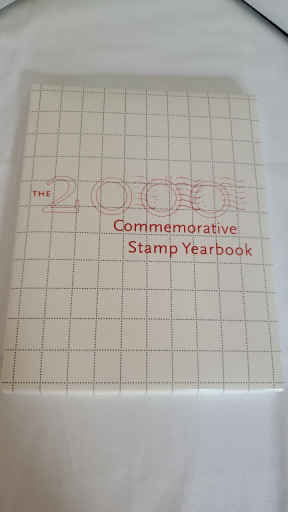 THE 2000
Commemorative
Stamp Yearbook